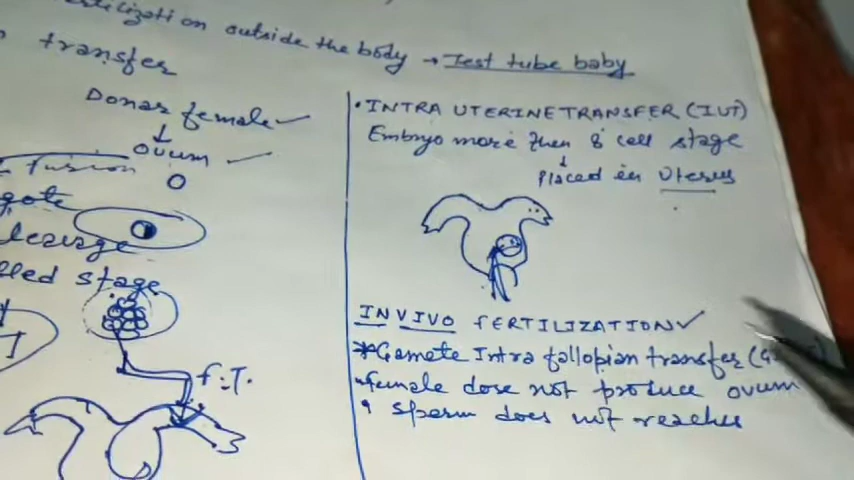 outside the body → Test tube baby
transfer
Donar female
↓
ovum
fusion
gote
cleavage
lled stage
F.T.
• INTRA UTERINE TRANSFER (IUT)
Embryo more then 8 cell stage
↓
Placed in Uterus
INVIVO FERTILIZATION
*Gamete Intra fallopian transfer (G
female dose not produce ovum
sperm does not reaches